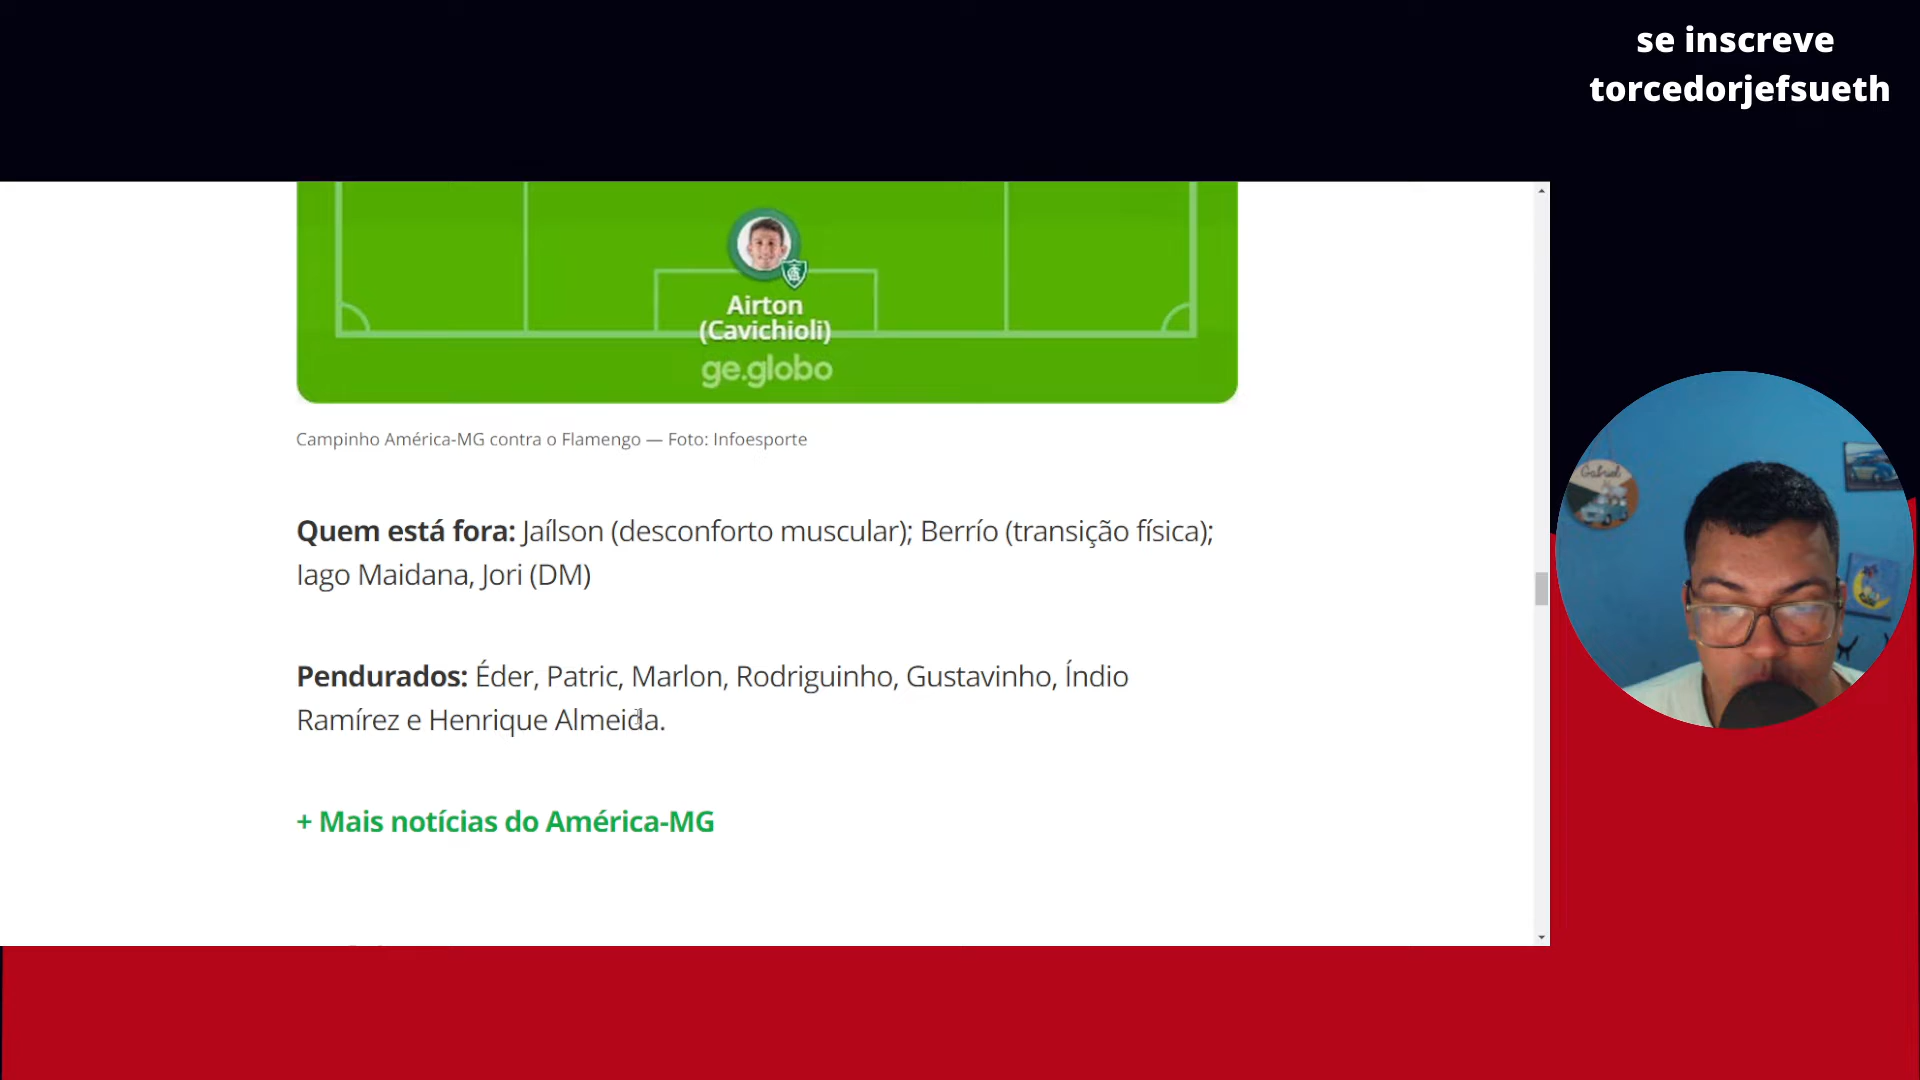 se inscreve
torcedorjefsueth
Airton
(Cavichioli)
ge.globo
Campinho América-MG contra o Flamengo — Foto: Infoesporte
Quem está fora: Jaílson (desconforto muscular); Berrío (transição física);
Iago Maidana, Jori (DM)
Pendurados: Éder, Patric, Marlon, Rodriguinho, Gustavinho, Índio
Ramírez e Henrique Almeida.
+ Mais notícias do América-MG
Gabriel